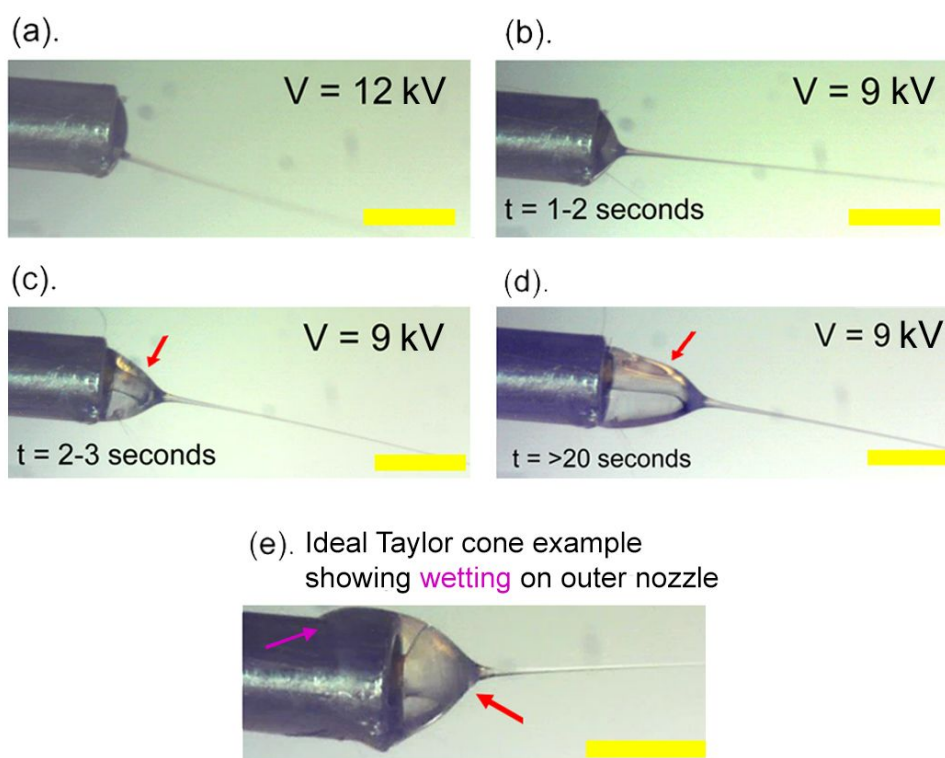 (a).
V = 12 kV
(b).
V = 9 kV
t = 1-2 seconds
(c).
V = 9 kV
t = 2-3 seconds
(d).
V = 9 kV
t = >20 seconds
(e). Ideal Taylor cone example
showing wetting on outer nozzle